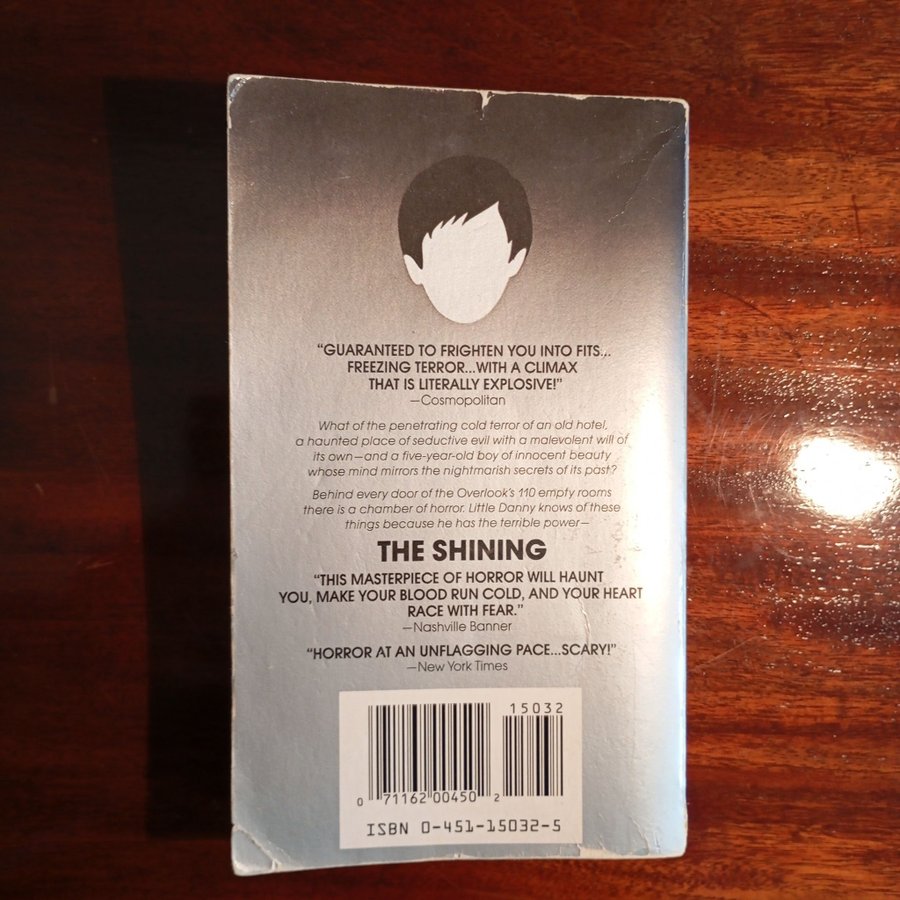 “GUARANTEED TO FRIGHTEN YOU INTO FITS...
FREEZING TERROR...WITH A CLIMAX
THAT IS LITERALLY EXPLOSIVE!”
—Cosmopolitan
What of the penetrating cold terror of an old hotel,
a haunted place of seductive evil with a malevolent will of
its own—and a five-year-old boy of innocent beauty
whose mind mirrors the nightmarish secrets of its past?
Behind every door of the Overlook's 110 empty rooms
there is a chamber of horror. Little Danny knows of these
things because he has the terrible power—
THE SHINING
“THIS MASTERPIECE OF HORROR WILL HAUNT
YOU, MAKE YOUR BLOOD RUN COLD, AND YOUR HEART
RACE WITH FEAR.”
—Nashville Banner
“HORROR AT AN UNFLAGGING PACE...SCARY!”
—New York Times
15032
0 71162 00450 2
ISBN 0-451-15032-5